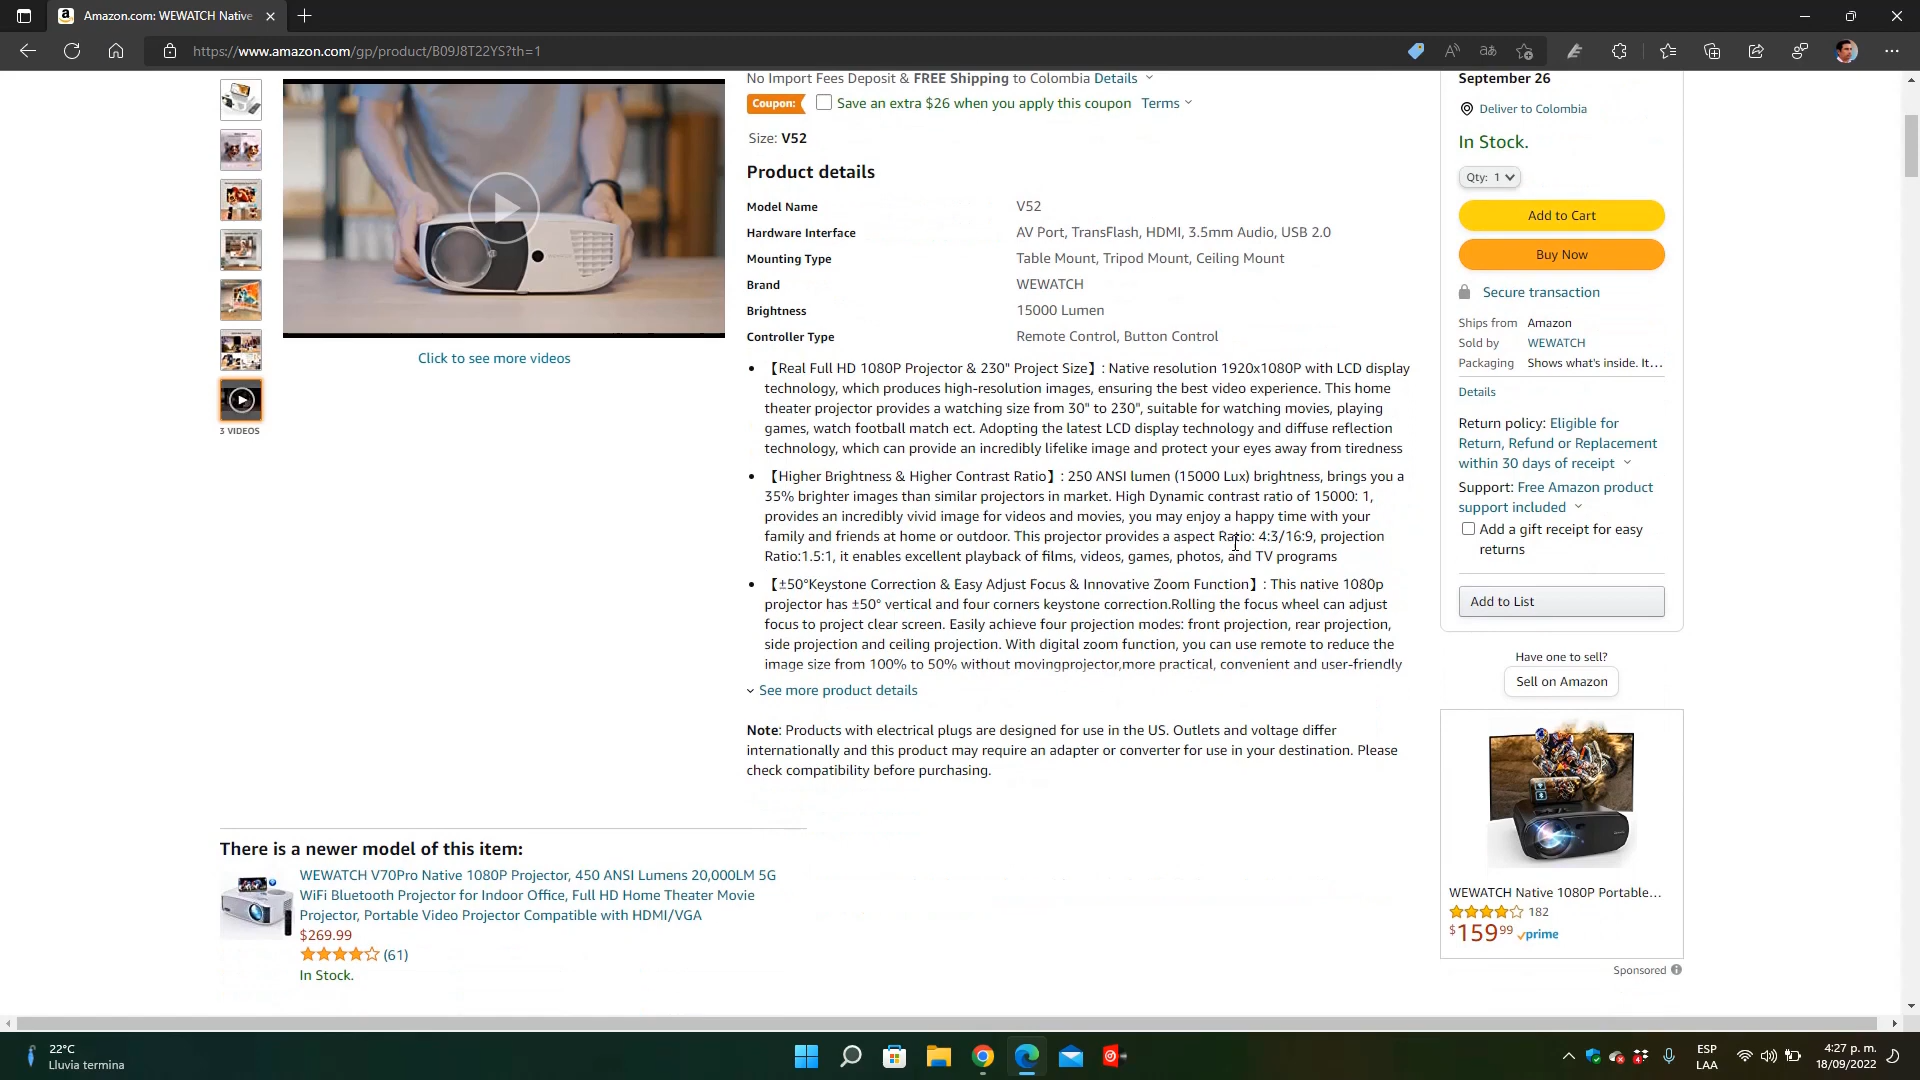 Amazon.com: WEWATCH Native
https://www.amazon.com/gp/product/B09J8T22YS?th=1
No Import Fees Deposit & FREE Shipping to Colombia Details
Coupon: Save an extra $26 when you apply this coupon Terms
Size: V52
Product details
Model Name V52
Hardware Interface AV Port, TransFlash, HDMI, 3.5mm Audio, USB 2.0
Mounting Type Table Mount, Tripod Mount, Ceiling Mount
Brand WEWATCH
Brightness 15000 Lumen
Controller Type Remote Control, Button Control
Click to see more videos
3 VIDEOS
【Real Full HD 1080P Projector & 230" Project Size】: Native resolution 1920x1080P with LCD display
technology, which produces high-resolution images, ensuring the best video experience. This home
theater projector provides a watching size from 30" to 230", suitable for watching movies, playing
games, watch football match ect. Adopting the latest LCD display technology and diffuse reflection
technology, which can provide an incredibly lifelike image and protect your eyes away from tiredness
【Higher Brightness & Higher Contrast Ratio】: 250 ANSI lumen (15000 Lux) brightness, brings you a
35% brighter images than similar projectors in market. High Dynamic contrast ratio of 15000: 1,
provides an incredibly vivid image for videos and movies, you may enjoy a happy time with your
family and friends at home or outdoor. This projector provides a aspect Ratio: 4:3/16:9, projection
Ratio:1.5:1, it enables excellent playback of films, videos, games, photos, and TV programs
【±50°Keystone Correction & Easy Adjust Focus & Innovative Zoom Function】: This native 1080p
projector has ±50° vertical and four corners keystone correction.Rolling the focus wheel can adjust
focus to project clear screen. Easily achieve four projection modes: front projection, rear projection,
side projection and ceiling projection. With digital zoom function, you can use remote to reduce the
image size from 100% to 50% without movingprojector,more practical, convenient and user-friendly
See more product details
Note: Products with electrical plugs are designed for use in the US. Outlets and voltage differ
internationally and this product may require an adapter or converter for use in your destination. Please
check compatibility before purchasing.
September 26
Deliver to Colombia
In Stock.
Qty: 1
Add to Cart
Buy Now
Secure transaction
Ships from Amazon
Sold by WEWATCH
Packaging Shows what's inside. It…
Details
Return policy: Eligible for
Return, Refund or Replacement
within 30 days of receipt
Support: Free Amazon product
support included
Add a gift receipt for easy
returns
Add to List
Have one to sell?
Sell on Amazon
WEWATCH Native 1080P Portable…
182
$159 99 prime
Sponsored
There is a newer model of this item:
WEWATCH V70Pro Native 1080P Projector, 450 ANSI Lumens 20,000LM 5G
WiFi Bluetooth Projector for Indoor Office, Full HD Home Theater Movie
Projector, Portable Video Projector Compatible with HDMI/VGA
$269.99
(61)
In Stock.
22°C
Lluvia termina
ESP
LAA
4:27 p. m.
18/09/2022